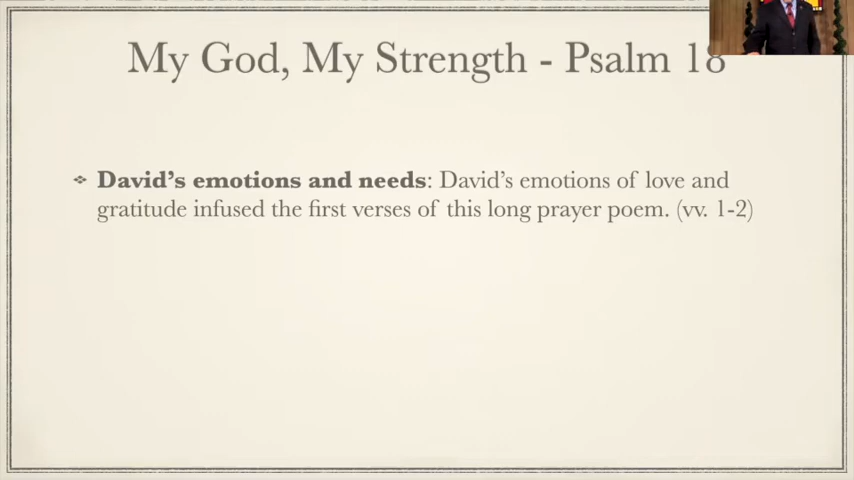 My God, My Strength - Psalm 18
David's emotions and needs: David's emotions of love and
gratitude infused the first verses of this long prayer poem. (vv. 1-2)